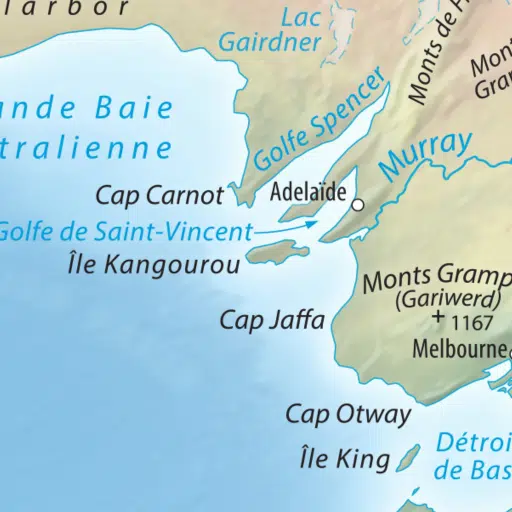 larbor
Lac
Gairdner
Monts de
Mont
Gra
ande Baie
tralienne
Golfe Spencer
Murray
Cap Carnot
Adelaïde
Golfe de Saint-Vincent
Île Kangourou
Monts Gramp
(Gariwerd)
1167
Cap Jaffa
Melbourne
Cap Otway
Île King
Détroi
de Bas